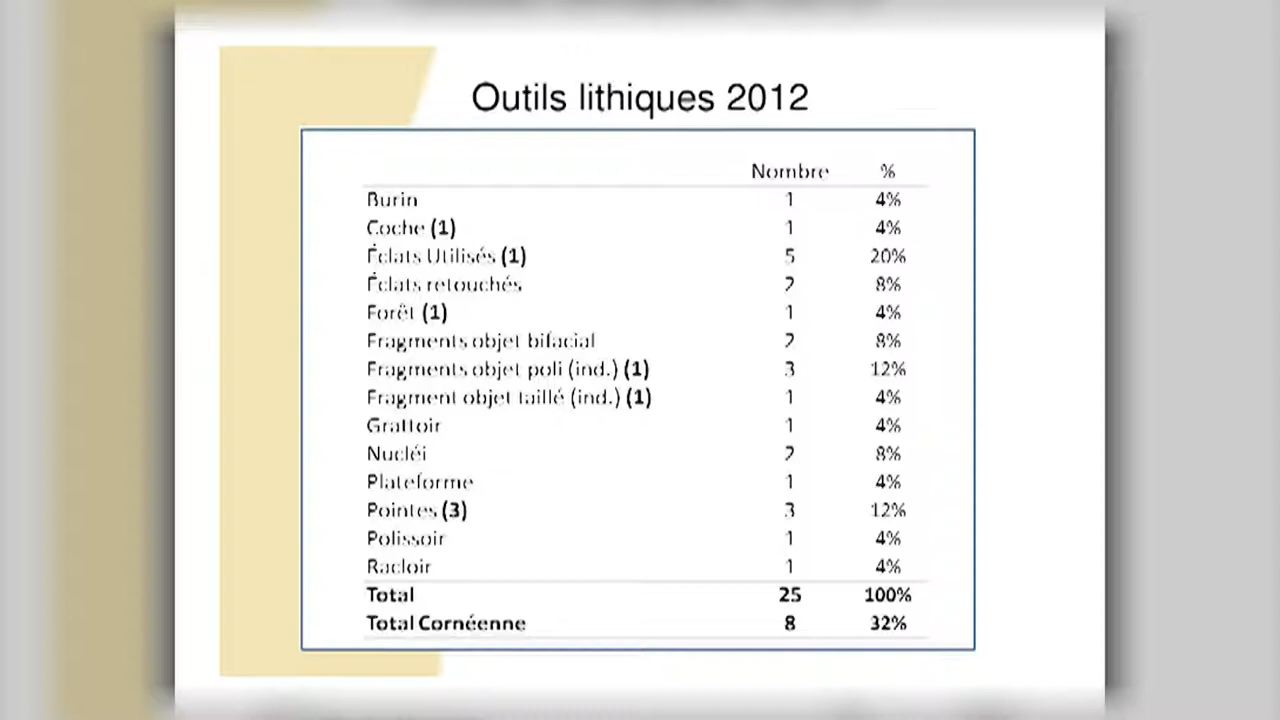 Outils lithiques 2012
Nombre %
Burin 1 4%
Coche (1) 1 4%
Éclats Utilisés (1) 5 20%
Éclats retouchés 2 8%
Forêt (1) 1 4%
Fragments objet bifacial 2 8%
Fragments objet poli (ind.) (1) 3 12%
Fragment objet taillé (ind.) (1) 1 4%
Grattoir 1 4%
Nucléi 2 8%
Plateforme 1 4%
Pointes (3) 3 12%
Polissoir 1 4%
Racloir 1 4%
Total 25 100%
Total Cornéenne 8 32%